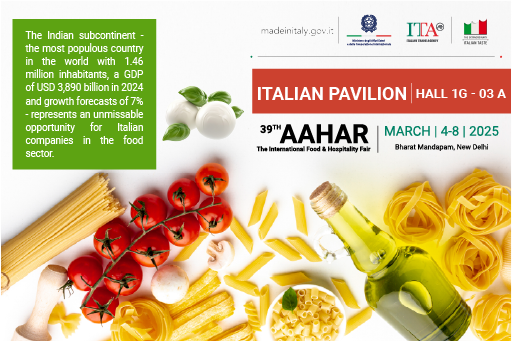 The Indian subcontinent -
the most populous country
in the world with 1.46
million inhabitants, a GDP
of USD 3,890 billion in 2024
and growth forecasts of 7%
- represents an unmissable
opportunity for Italian
companies in the food
sector.
madeinitaly.gov.it
ITA
ITALIAN TRADE AGENCY
ITALIAN TASTE
ITALIAN PAVILION | HALL 1G - 03 A
39TH AAHAR
The International Food & Hospitality Fair
MARCH | 4-8 | 2025
Bharat Mandapam, New Delhi